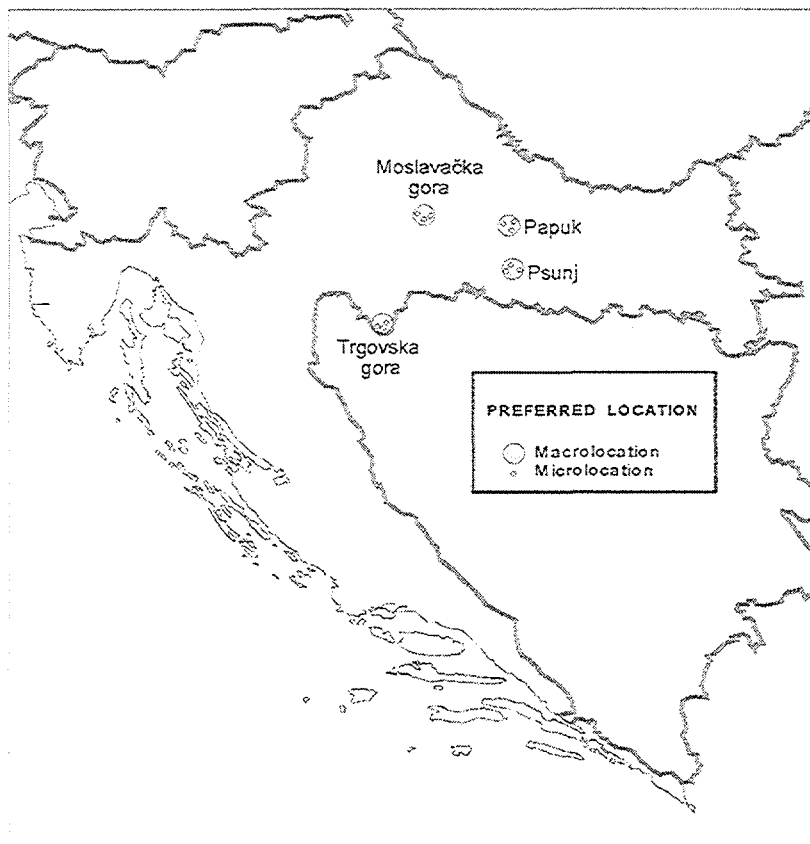 Moslavačka
gora
Papuk
Psunj
Trgovska
gora
PREFERRED LOCATION
Macrolocation
Microlocation